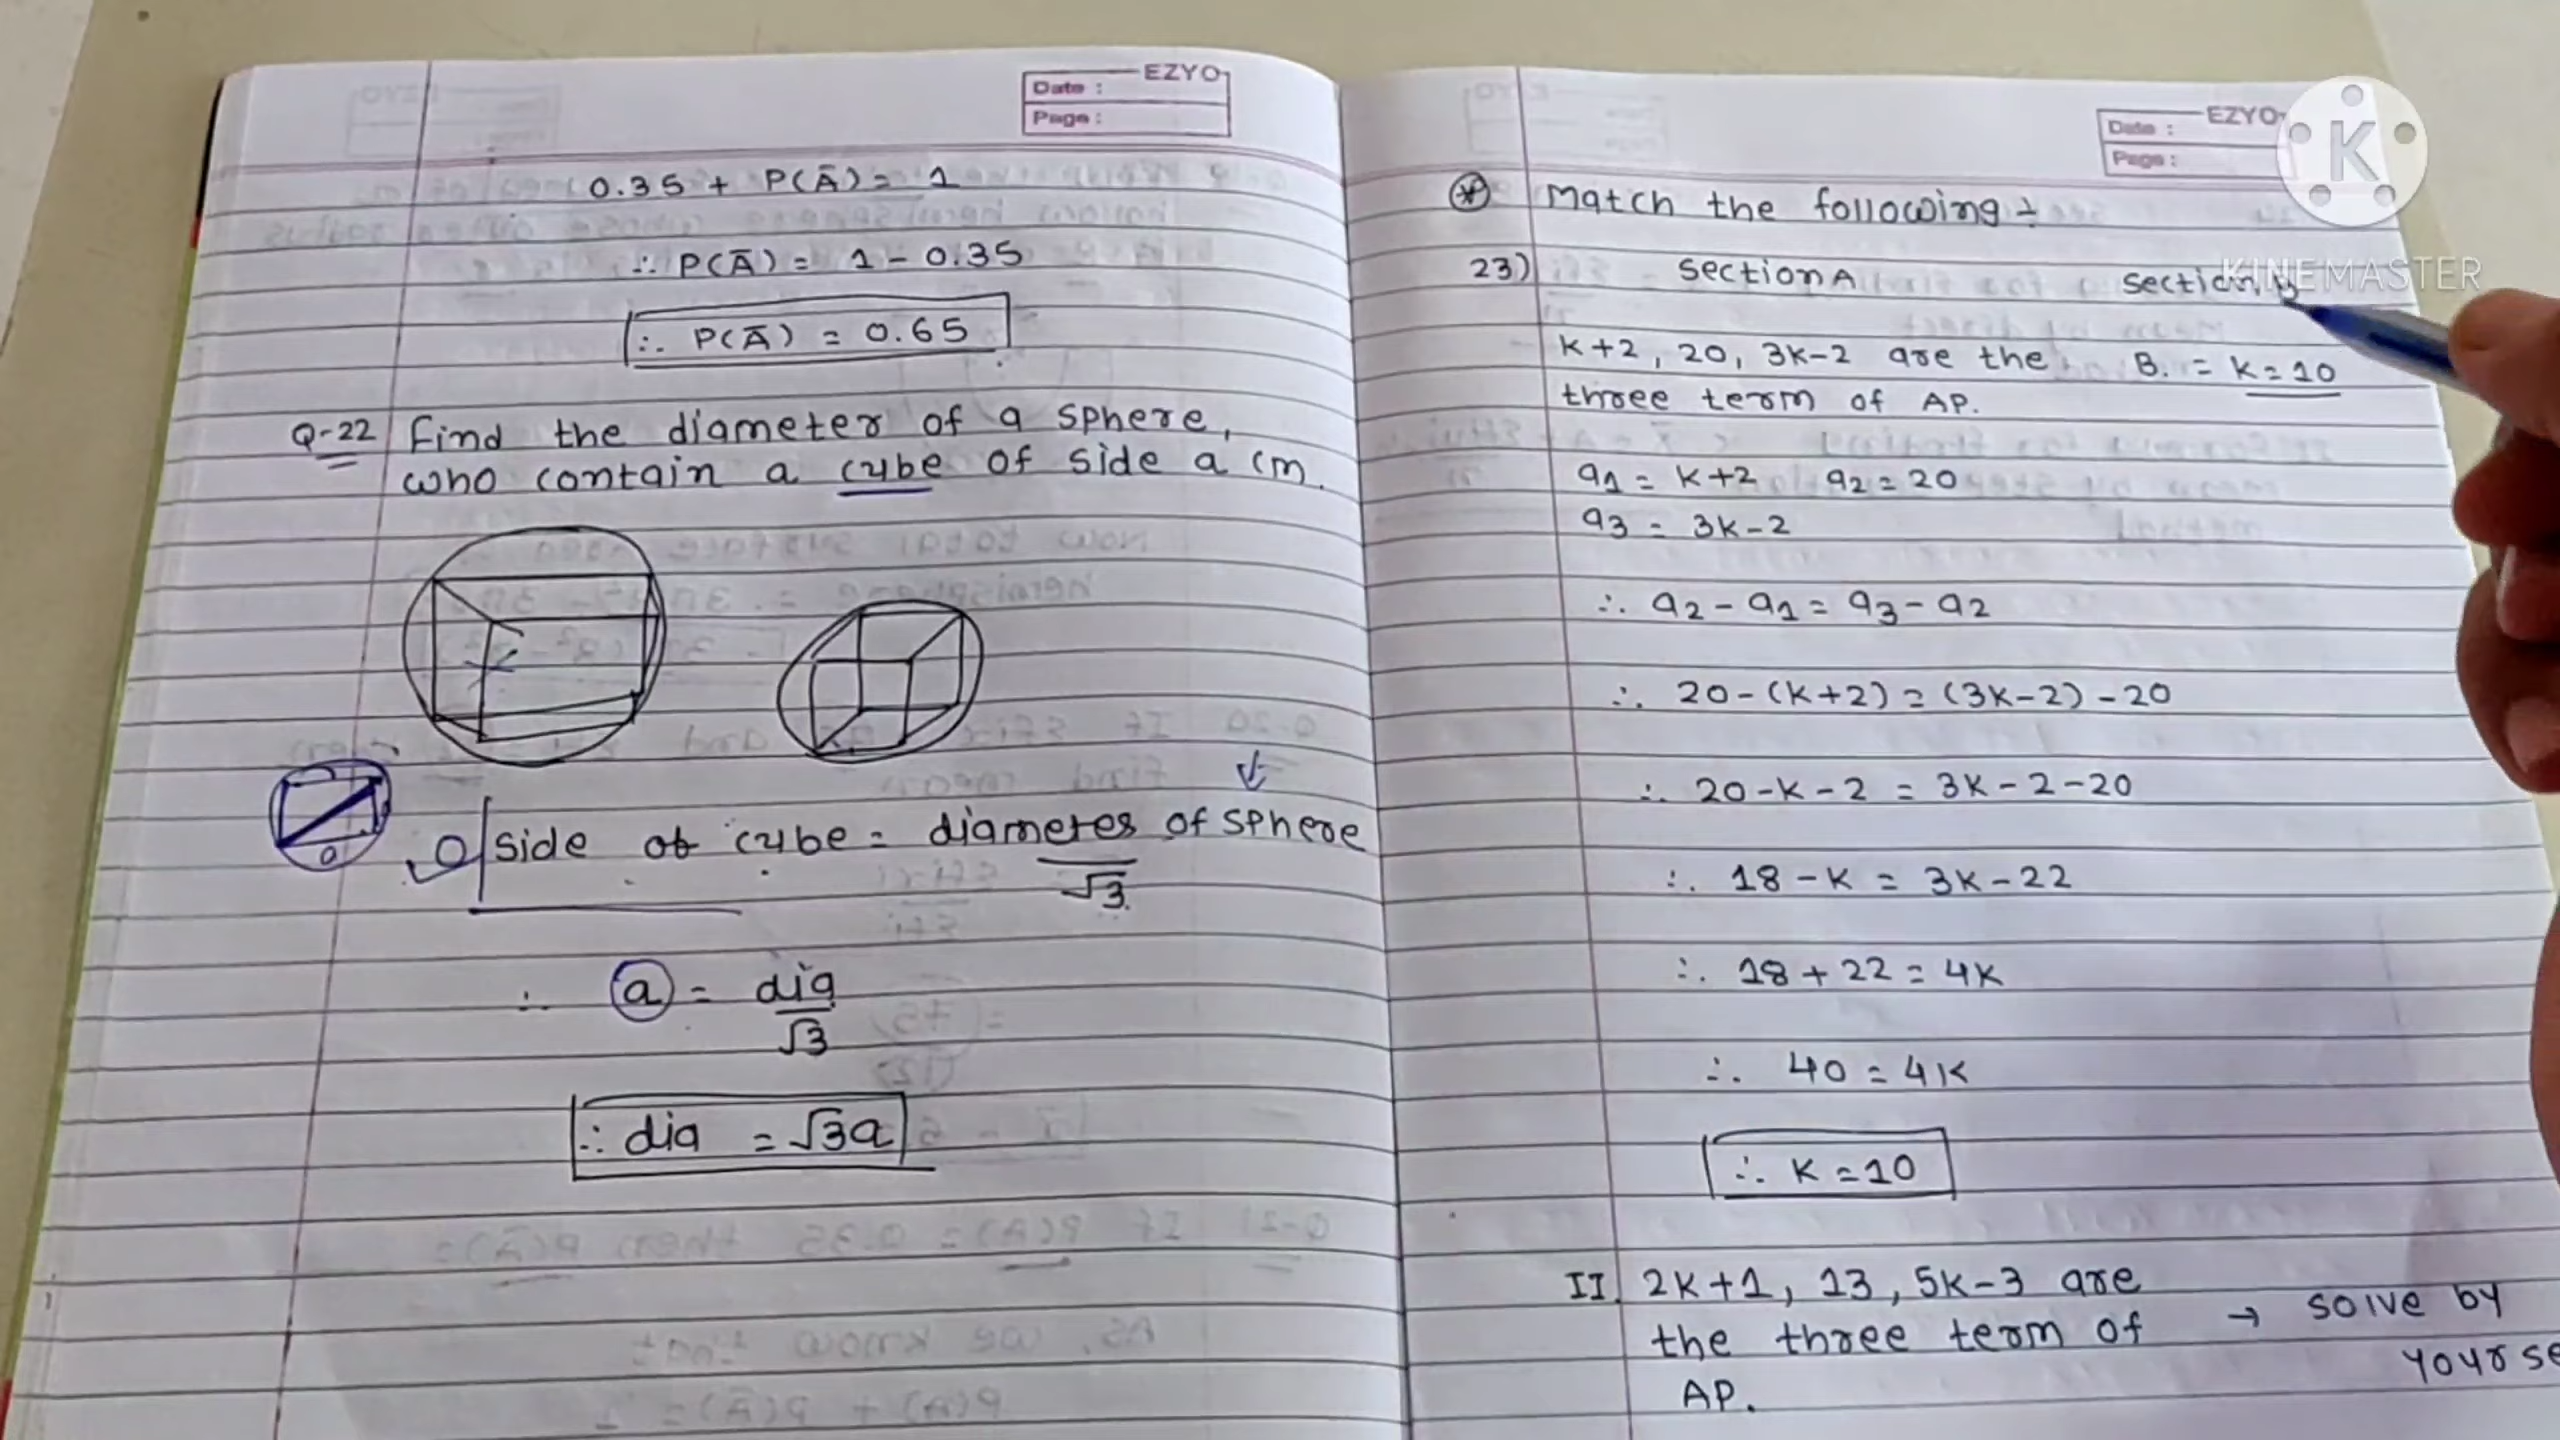 EZYO
Date :
Page :
0.35 + P(Ā) = 1
∴ P(Ā) = 1 - 0.35
∴ P(Ā) = 0.65
Q-22 Find the diameter of a sphere,
who contain a cube of side a cm.
a
side of cube = diameter of sphere
√3
∴ a = dia
√3
∴ dia = √3a
EZYO
Date :
Page :
K
KINEMASTER
* Match the following ÷
23) Section A Section B
K+2, 20, 3K-2 are the B. = K=10
three term of AP.
a1 = K+2 a2 = 20
a3 = 3K-2
∴ a2 - a1 = a3 - a2
∴ 20-(K+2) = (3K-2)-20
∴ 20-K-2 = 3K-2-20
∴ 18-K = 3K-22
∴ 18+22 = 4K
∴ 40 = 4K
∴ K = 10
II. 2K+1, 13, 5K-3 are
the three term of → solve by
AP. yourse